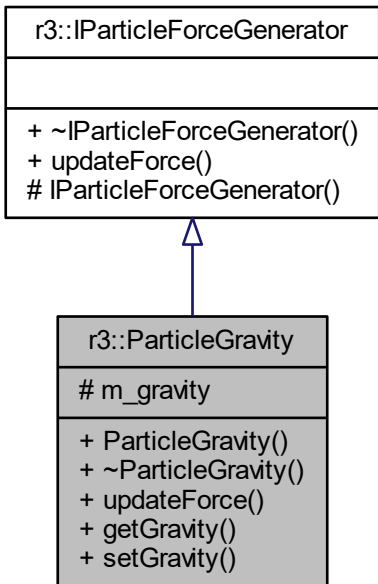 r3::IParticleForceGenerator
+ ~IParticleForceGenerator()
+ updateForce()
# IParticleForceGenerator()
r3::ParticleGravity
# m_gravity
+ ParticleGravity()
+ ~ParticleGravity()
+ updateForce()
+ getGravity()
+ setGravity()